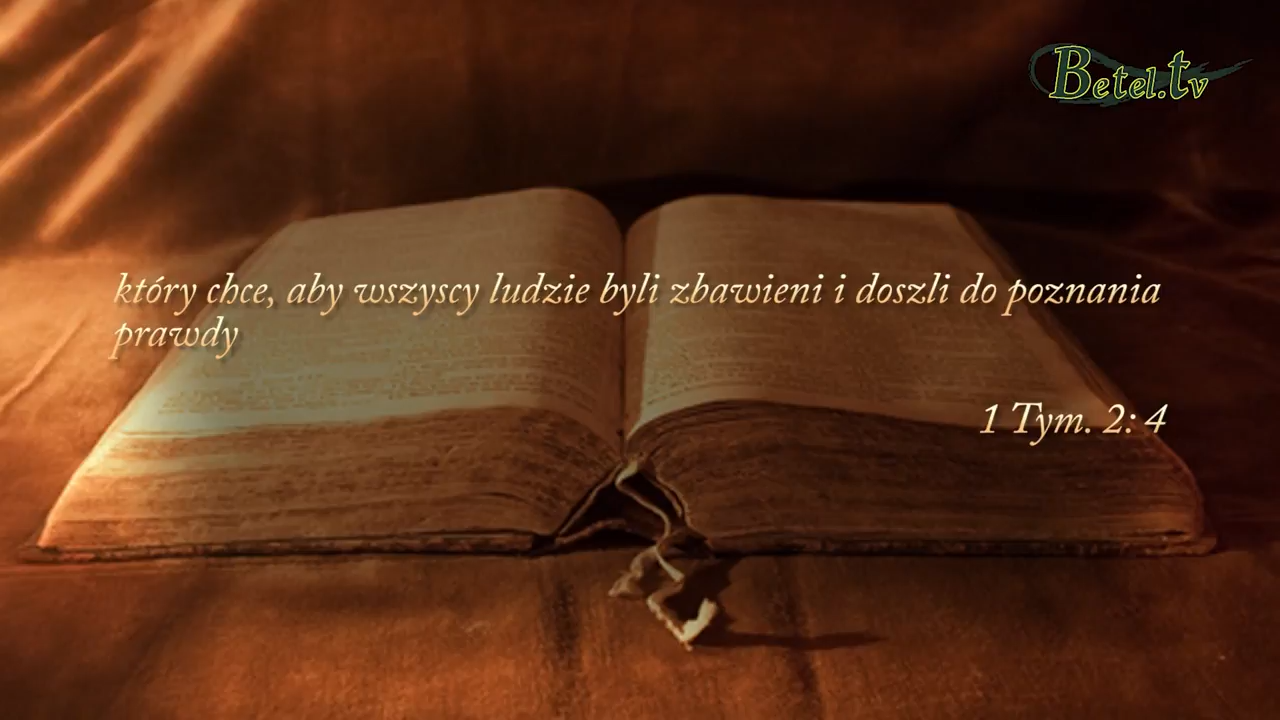 Betel.tv
który chce, aby wszyscy ludzie byli zbawieni i doszli do poznania
prawdy
1 Tym. 2: 4